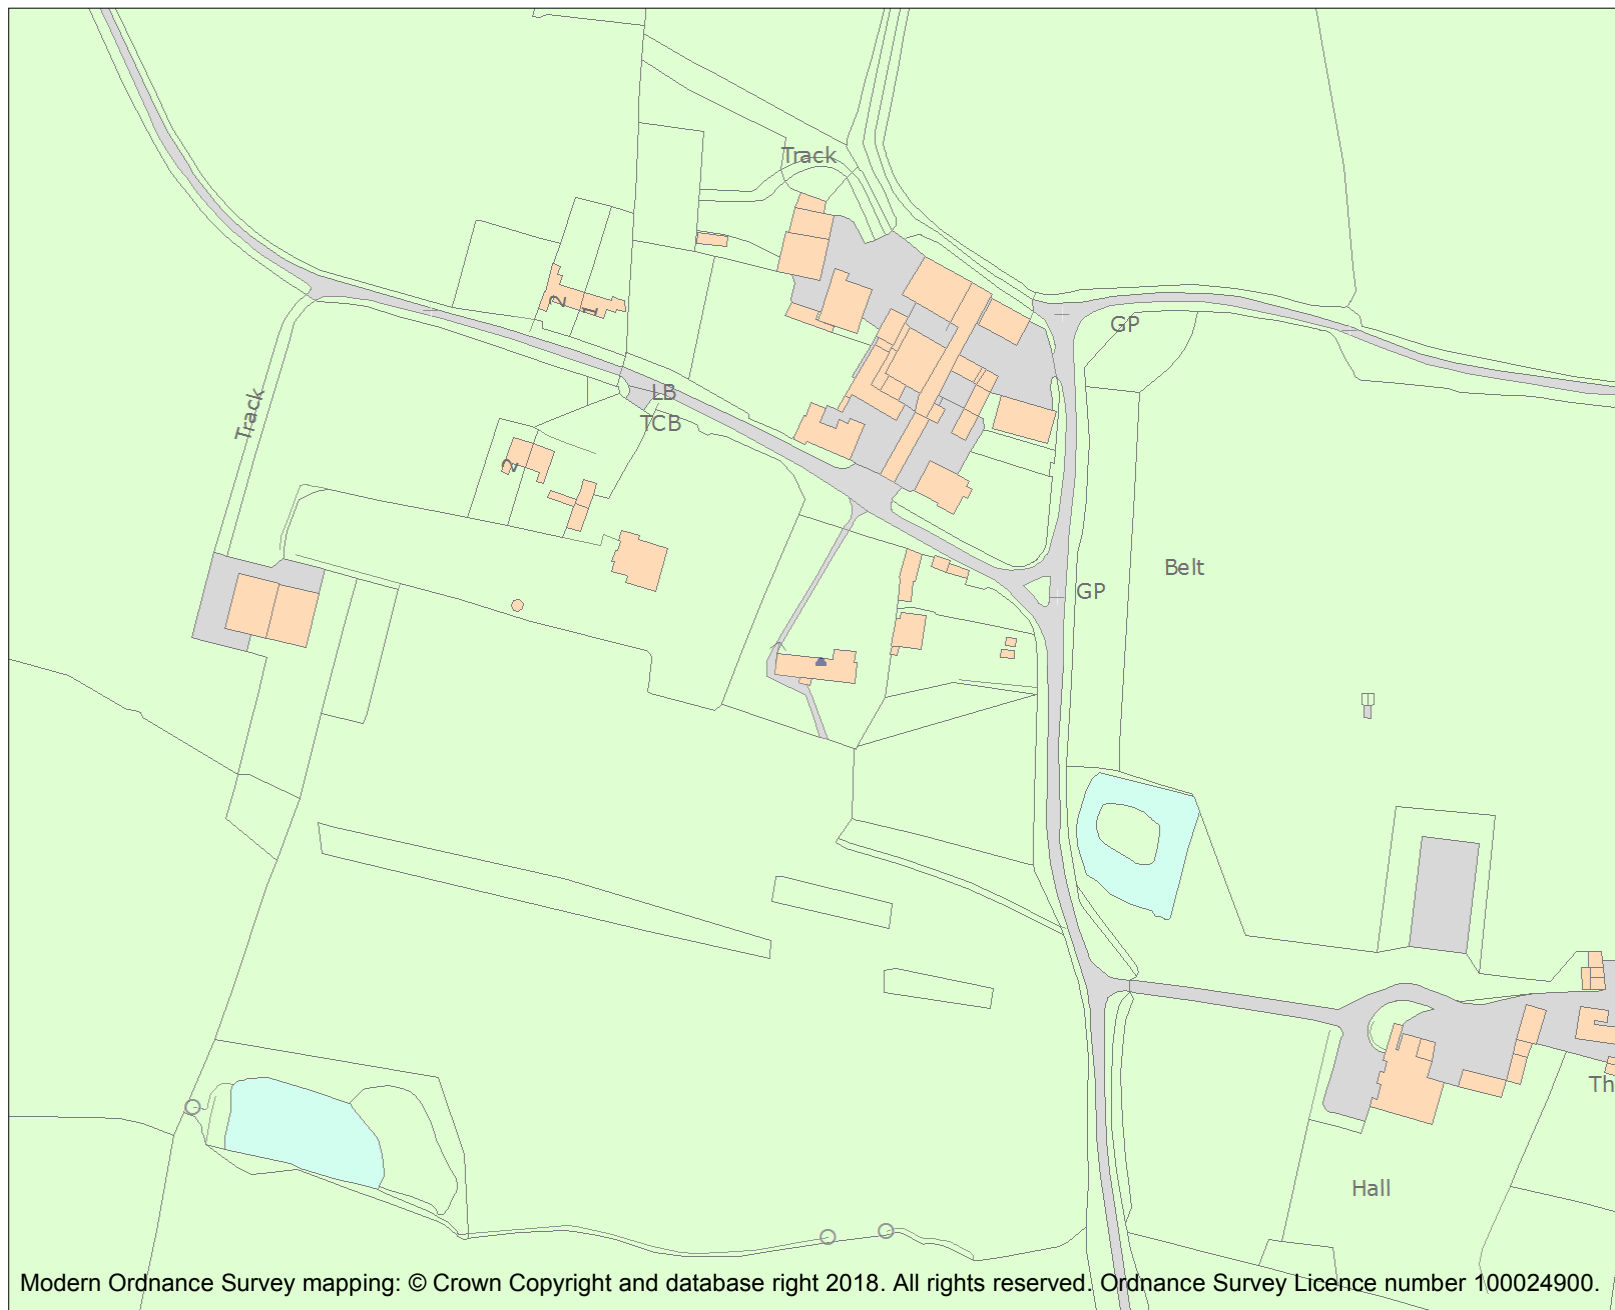 Track
2
1
GP
LB
TCB
Track
2
Belt
GP
Th
Hall
Modern Ordnance Survey mapping: © Crown Copyright and database right 2018. All rights reserved. Ordnance Survey Licence number 100024900.